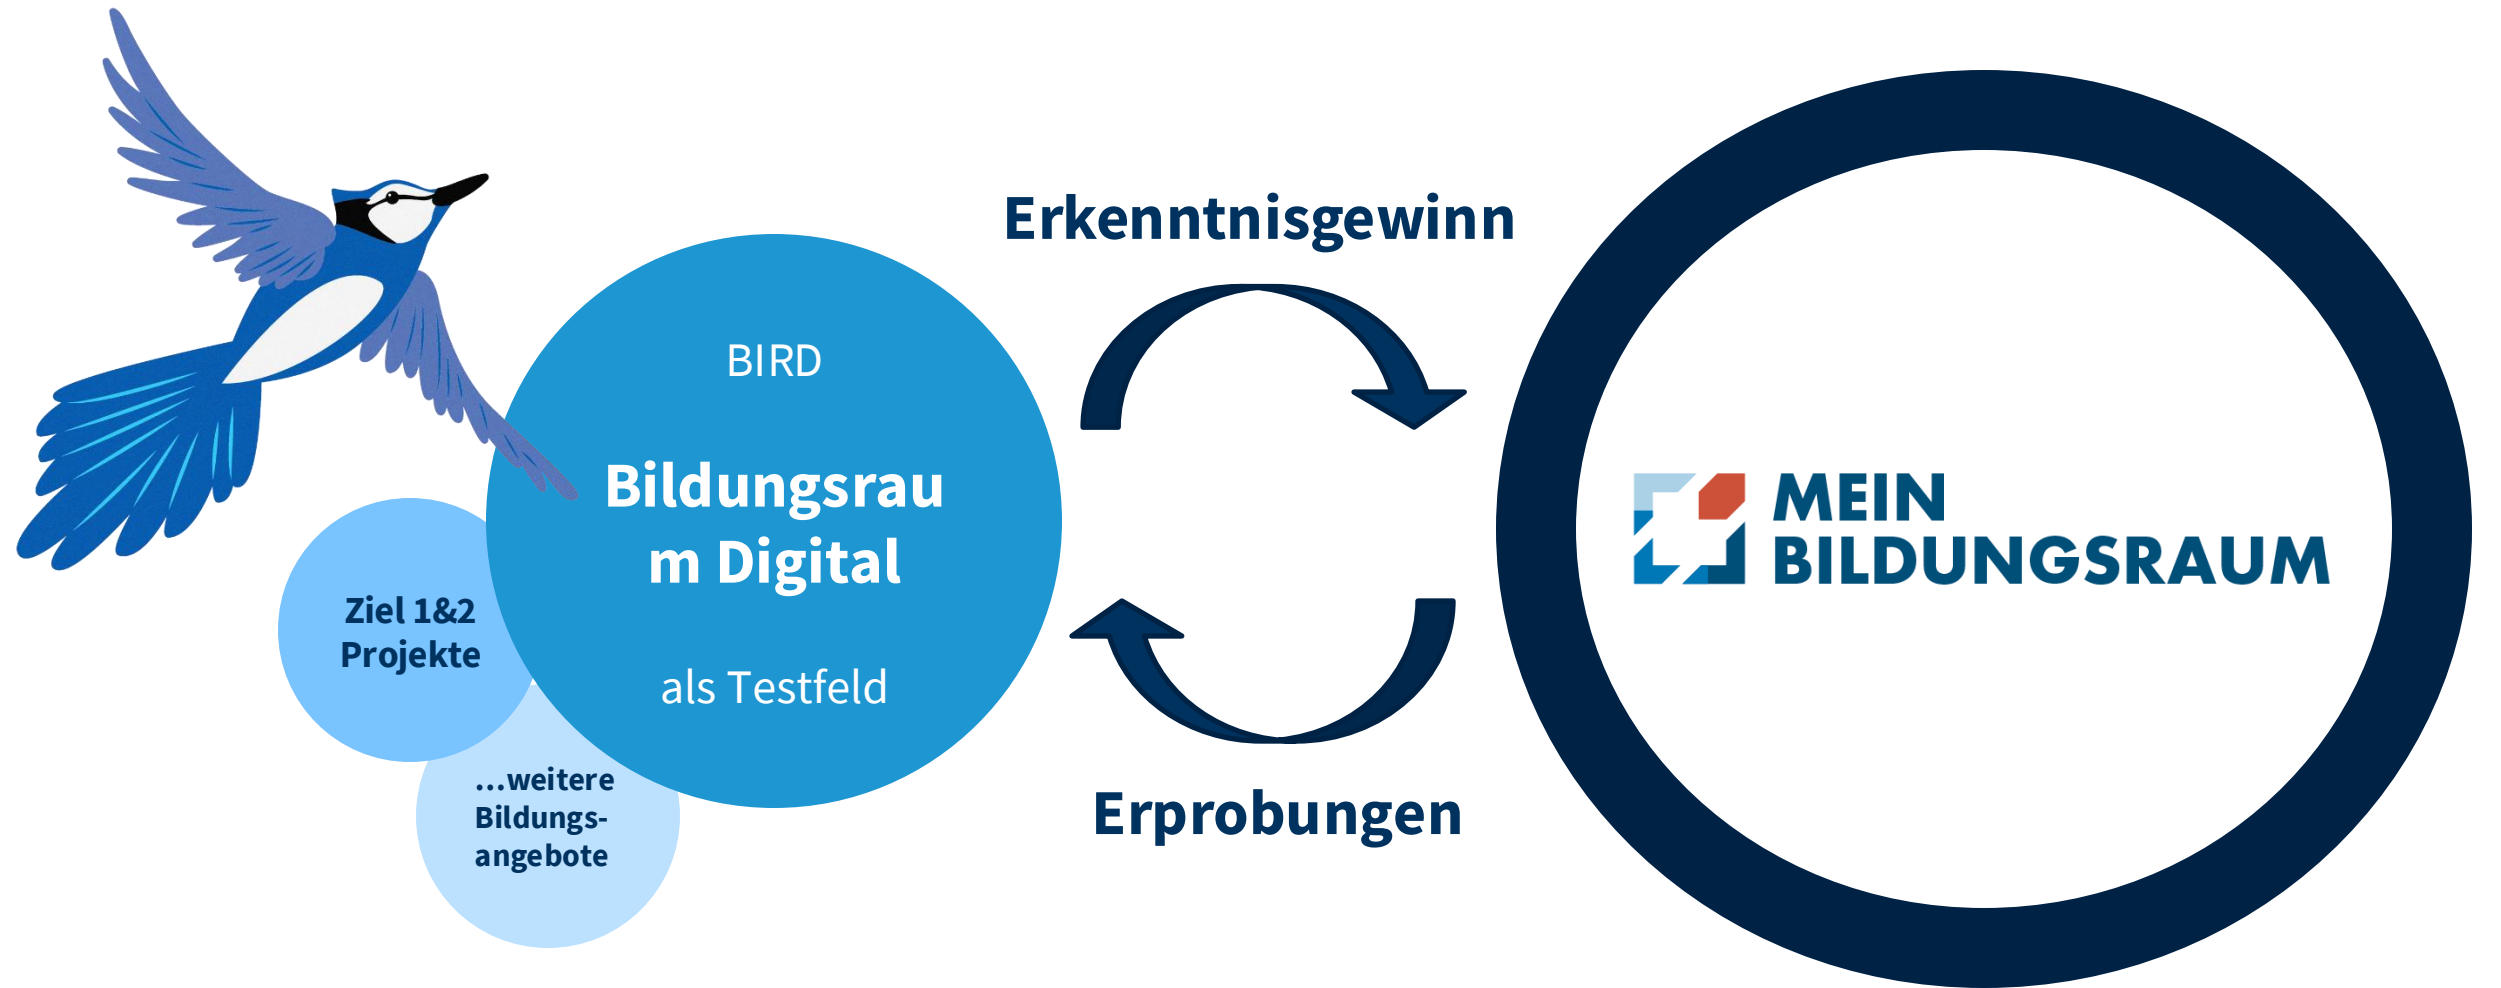 Erkenntnisgewinn
BIRD
Bildungsrau
m Digital
als Testfeld
Ziel 1&2
Projekte
...weitere
Bildungs-
angebote
Erprobungen
MEIN
BILDUNGSRAUM